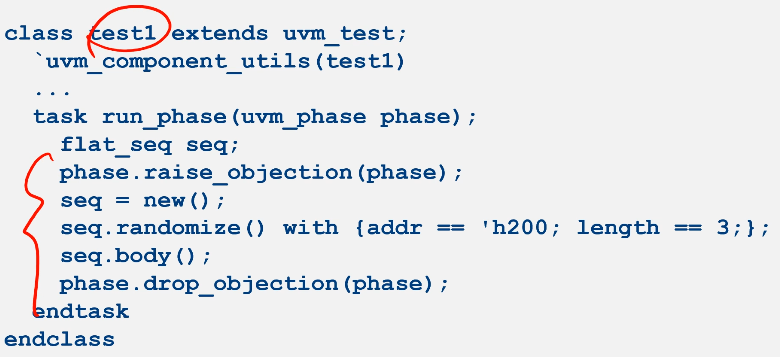 class test1 extends uvm_test;
`uvm_component_utils(test1)
...
task run_phase(uvm_phase phase);
flat_seq seq;
phase.raise_objection(phase);
seq = new();
seq.randomize() with {addr == 'h200; length == 3;};
seq.body();
phase.drop_objection(phase);
endtask
endclass